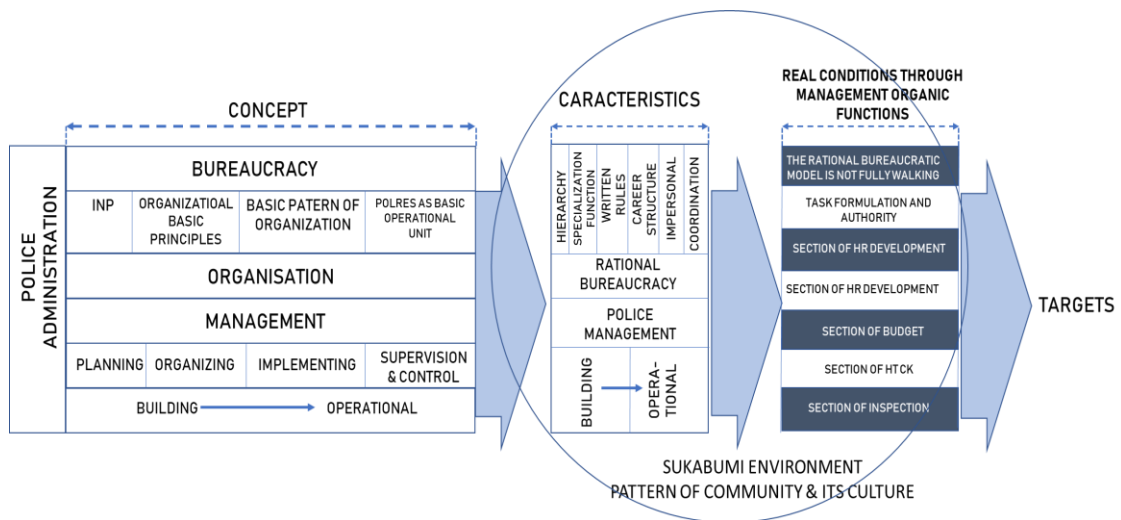 REAL CONDITIONS THROUGH
MANAGEMENT ORGANIC
FUNCTIONS
CONCEPT
CARACTERISTICS
POLICE
ADMINISTRATION
BUREAUCRACY
INP
ORGANIZATIOAL
BASIC
PRINCIPLES
BASIC PATERN OF
ORGANIZATION
POLRES AS BASIC
OPERATIONAL
UNIT
ORGANISATION
MANAGEMENT
PLANNING
ORGANIZING
IMPLEMENTING
SUPERVISION
& CONTROL
BUILDING
OPERATIONAL
HIERARCHY
SPECIALIZATION
FUNCTION
WRITTEN
RULES
CAREER
STRUCTURE
IMPERSONAL
COORDINATION
RATIONAL
BUREAUCRACY
POLICE
MANAGEMENT
BUILDING
OPERA-
TIONAL
THE RATIONAL BUREAUCRATIC
MODEL IS NOT FULLY WALKING
TASK FORMULATION AND
AUTHORITY
SECTION OF HR DEVELOPMENT
SECTION OF HR DEVELOPMENT
SECTION OF BUDGET
SECTION OF HTCK
SECTION OF INSPECTION
TARGETS
SUKABUMI ENVIRONMENT
PATTERN OF COMMUNITY & ITS CULTURE